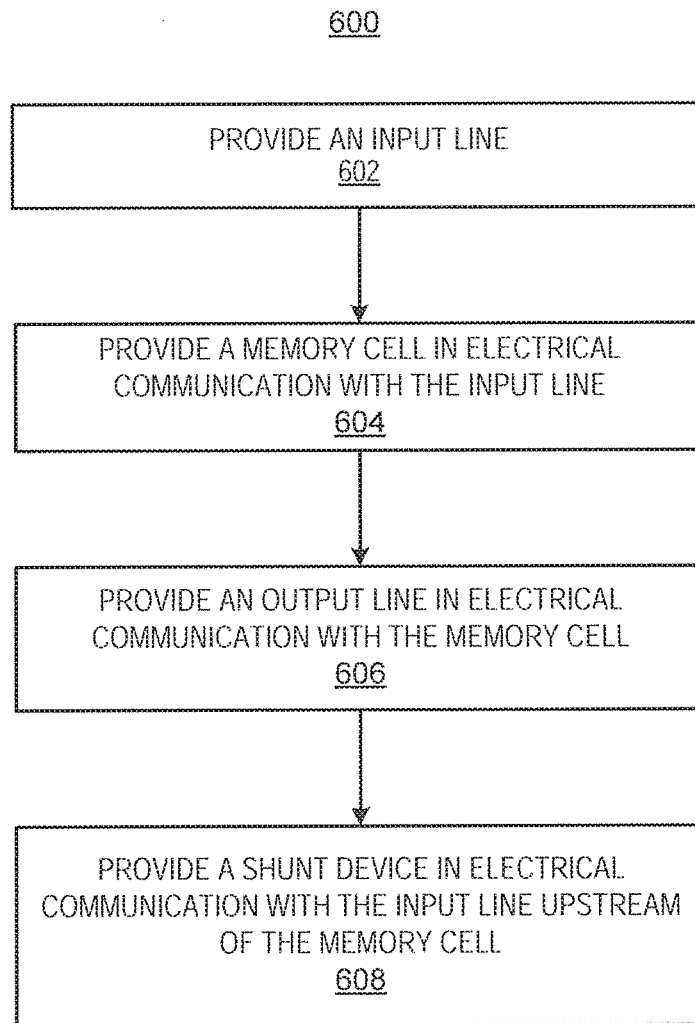 600
PROVIDE AN INPUT LINE
602
PROVIDE A MEMORY CELL IN ELECTRICAL
COMMUNICATION WITH THE INPUT LINE
604
PROVIDE AN OUTPUT LINE IN ELECTRICAL
COMMUNICATION WITH THE MEMORY CELL
606
PROVIDE A SHUNT DEVICE IN ELECTRICAL
COMMUNICATION WITH THE INPUT LINE UPSTREAM
OF THE MEMORY CELL
608